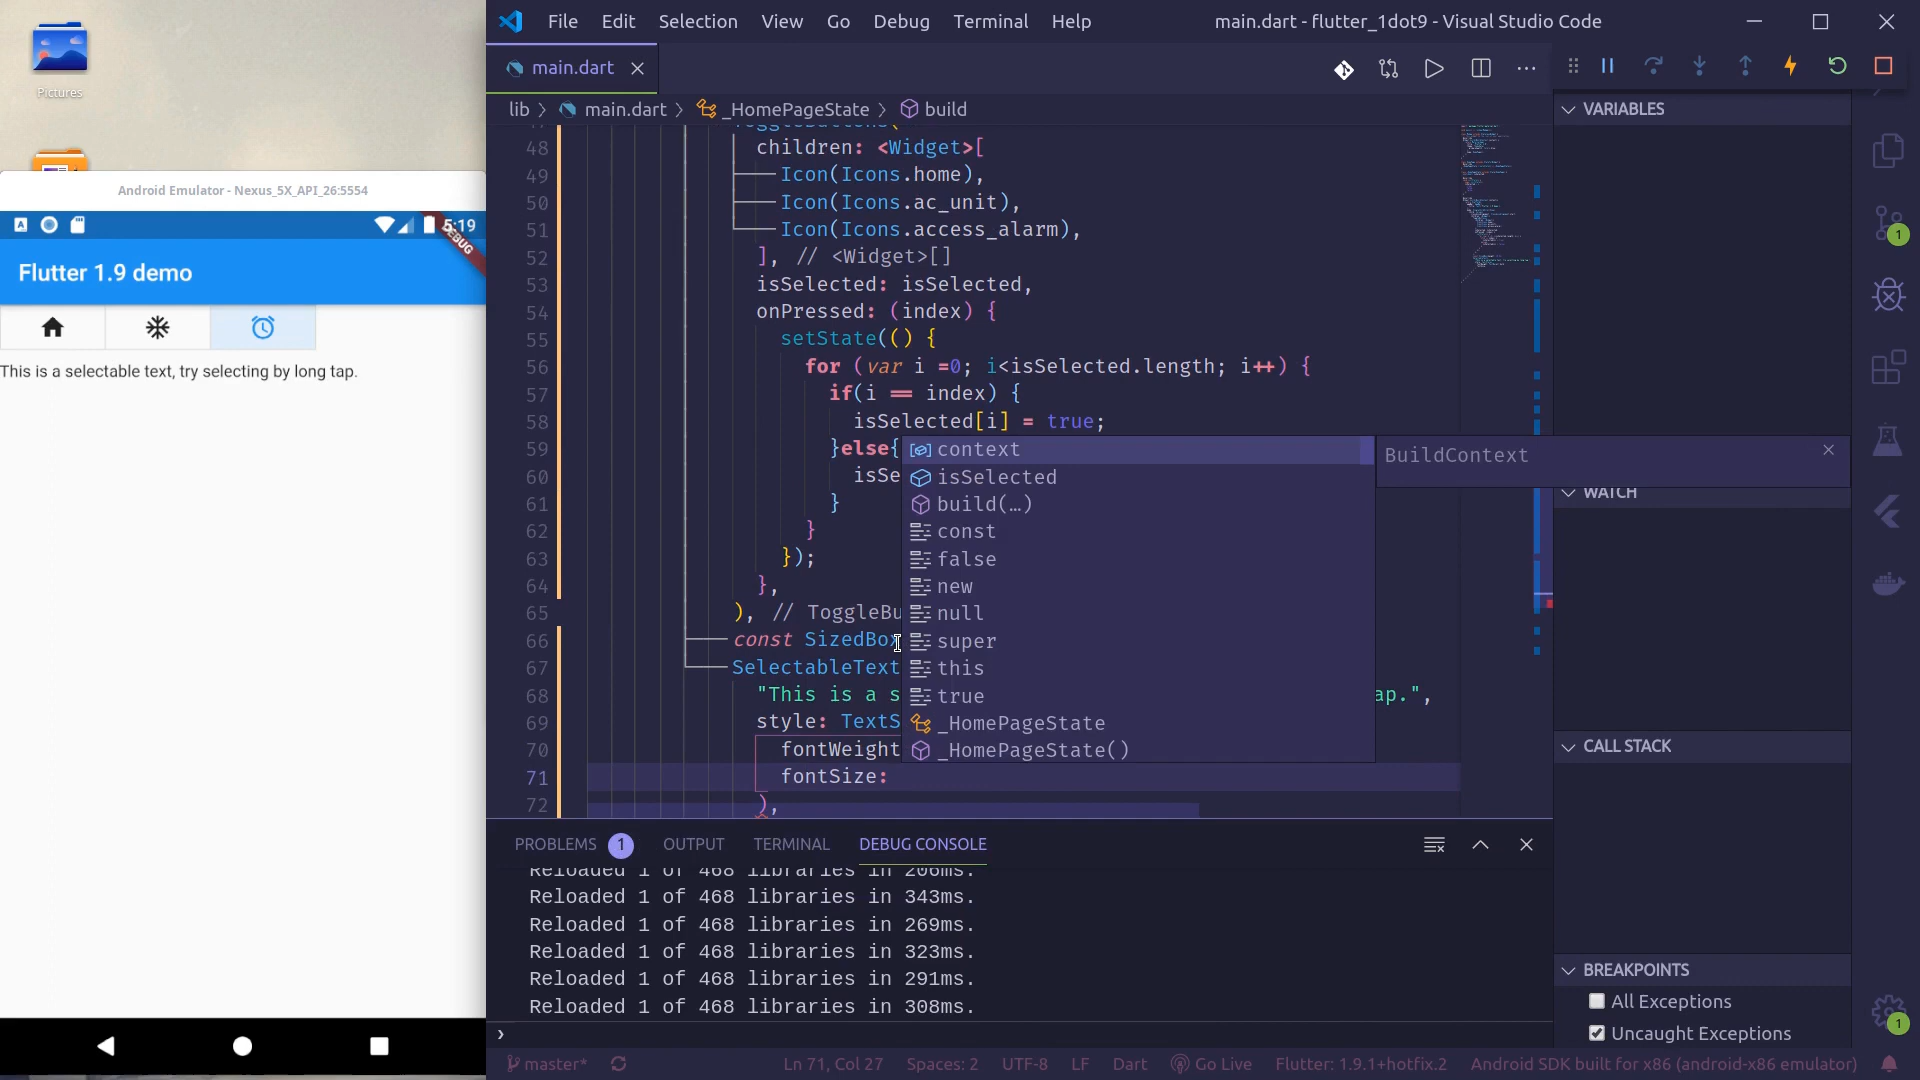 Pictures
Android Emulator - Nexus_5X_API_26:5554
5:19
DEBUG
Flutter 1.9 demo
This is a selectable text, try selecting by long tap.
File Edit Selection View Go Debug Terminal Help
main.dart - flutter_1dot9 - Visual Studio Code
main.dart
lib > main.dart > _HomePageState > build
48 children: <Widget>[
49 Icon(Icons.home),
50 Icon(Icons.ac_unit),
51 Icon(Icons.access_alarm),
52 ], // <Widget>[]
53 isSelected: isSelected,
54 onPressed: (index) {
55 setState(() {
56 for (var i =0; i<isSelected.length; i++) {
57 if(i == index) {
58 isSelected[i] = true;
59 }else{
60 isSe
61 }
62 }
63 });
64 },
65 ), // ToggleBu
66 const SizedBox
67 SelectableText
68 "This is a s ap.",
69 style: TextS
70 fontWeight
71 fontSize:
72 ),
context
isSelected
build(…)
const
false
new
null
super
this
true
_HomePageState
_HomePageState()
BuildContext
VARIABLES
WATCH
CALL STACK
BREAKPOINTS
All Exceptions
Uncaught Exceptions
1
1
PROBLEMS 1 OUTPUT TERMINAL DEBUG CONSOLE
Reloaded 1 of 468 libraries in 206ms.
Reloaded 1 of 468 libraries in 343ms.
Reloaded 1 of 468 libraries in 269ms.
Reloaded 1 of 468 libraries in 323ms.
Reloaded 1 of 468 libraries in 291ms.
Reloaded 1 of 468 libraries in 308ms.
master* Ln 71, Col 27 Spaces: 2 UTF-8 LF Dart Go Live Flutter: 1.9.1+hotfix.2 Android SDK built for x86 (android-x86 emulator)